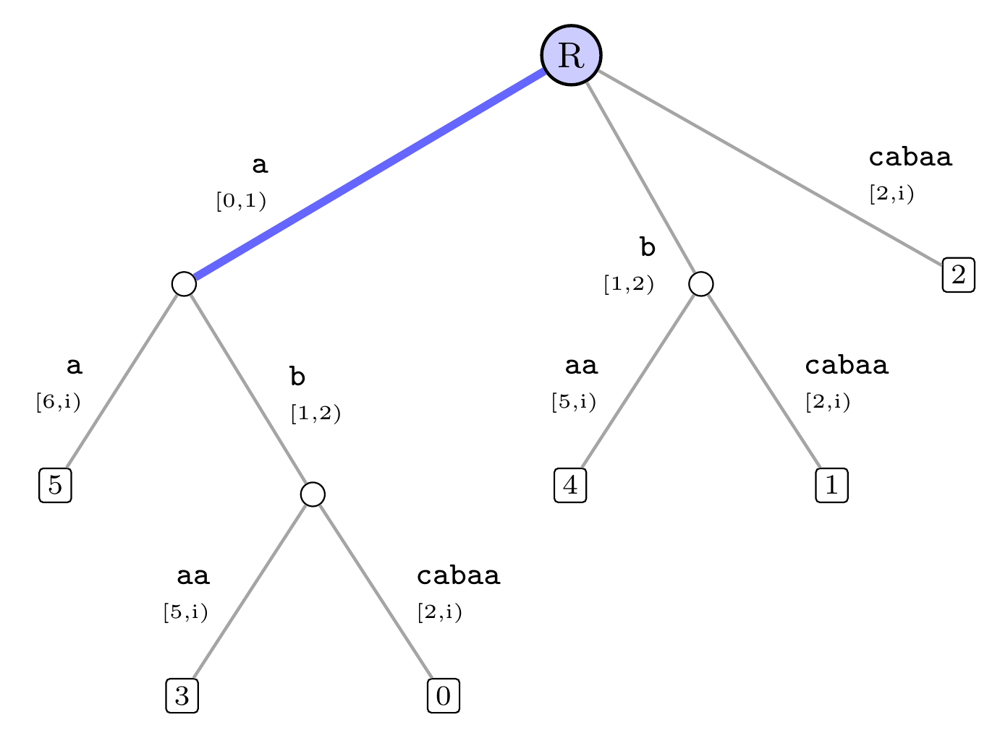 R
a
[0,1)
cabaa
[2,i)
b
[1,2)
2
a
[6,i)
b
[1,2)
aa
[5,i)
cabaa
[2,i)
5
4
1
aa
[5,i)
cabaa
[2,i)
3
0